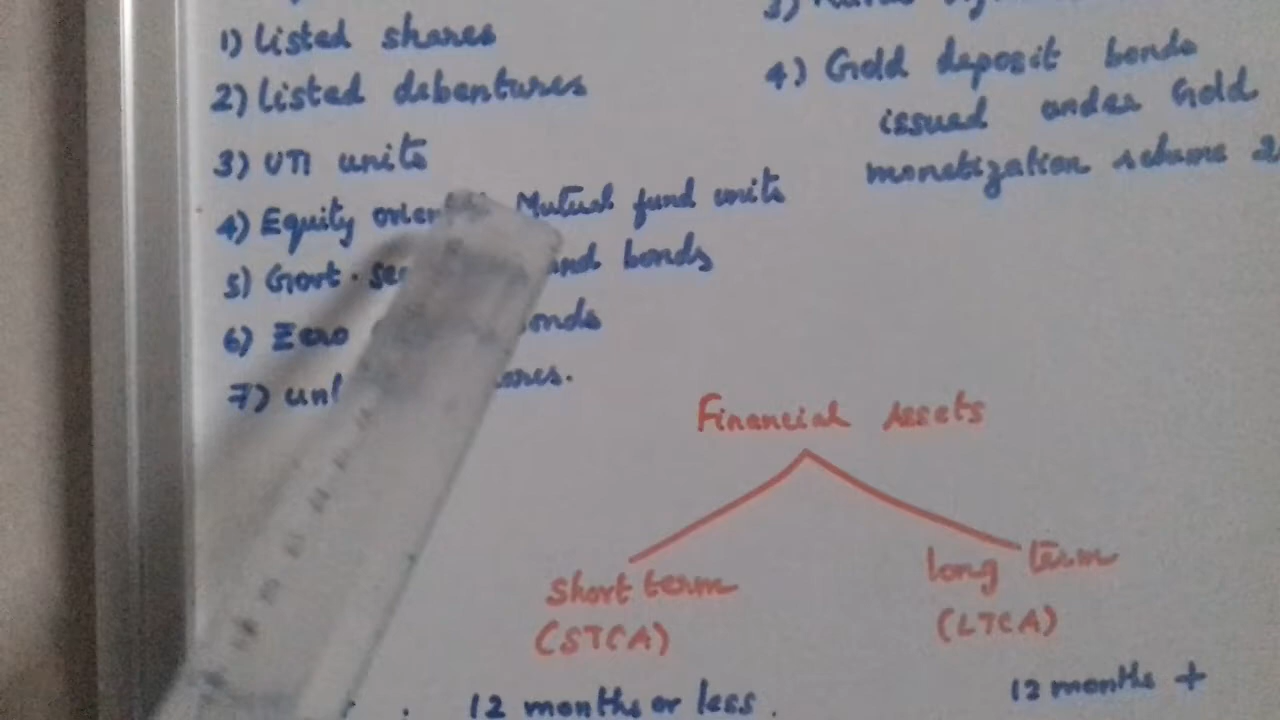 1) Listed shares
2) Listed debentures
3) UTI units
4) Equity Mutual fund units
5) Govt. and bonds
6) Zero
7)
4) Gold deposit bonds
issued under Gold
monetization scheme
Financial Assets
Short term
(STCA)
12 months or less.
long term
(LTCA)
12 months +